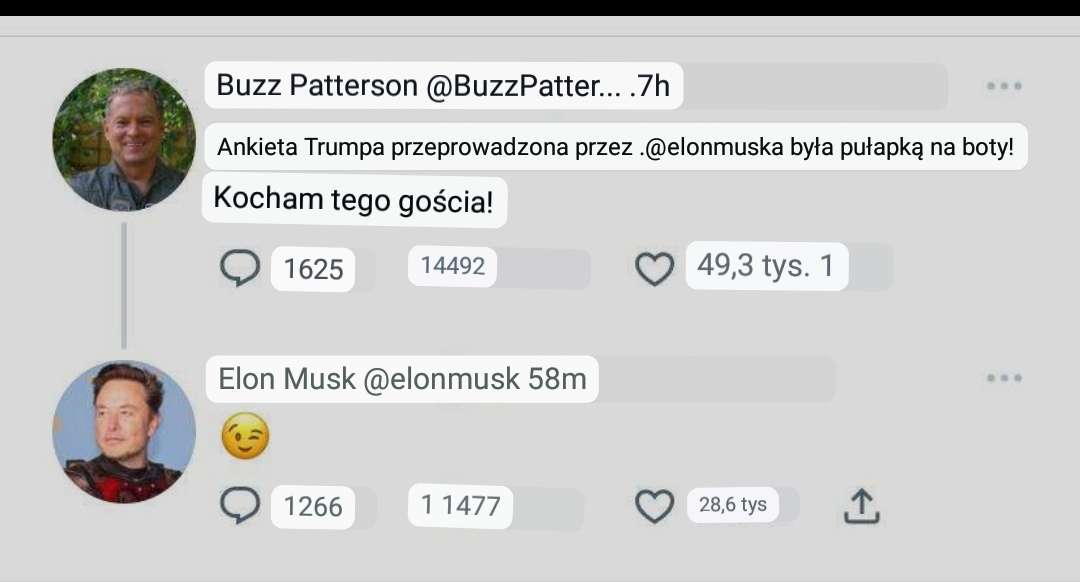 Buzz Patterson @BuzzPatter... .7h
Ankieta Trumpa przeprowadzona przez .@elonmuska była pułapką na boty!
Kocham tego gościa!
1625 14492 49,3 tys. 1
Elon Musk @elonmusk 58m
1266 1 1477 28,6 tys